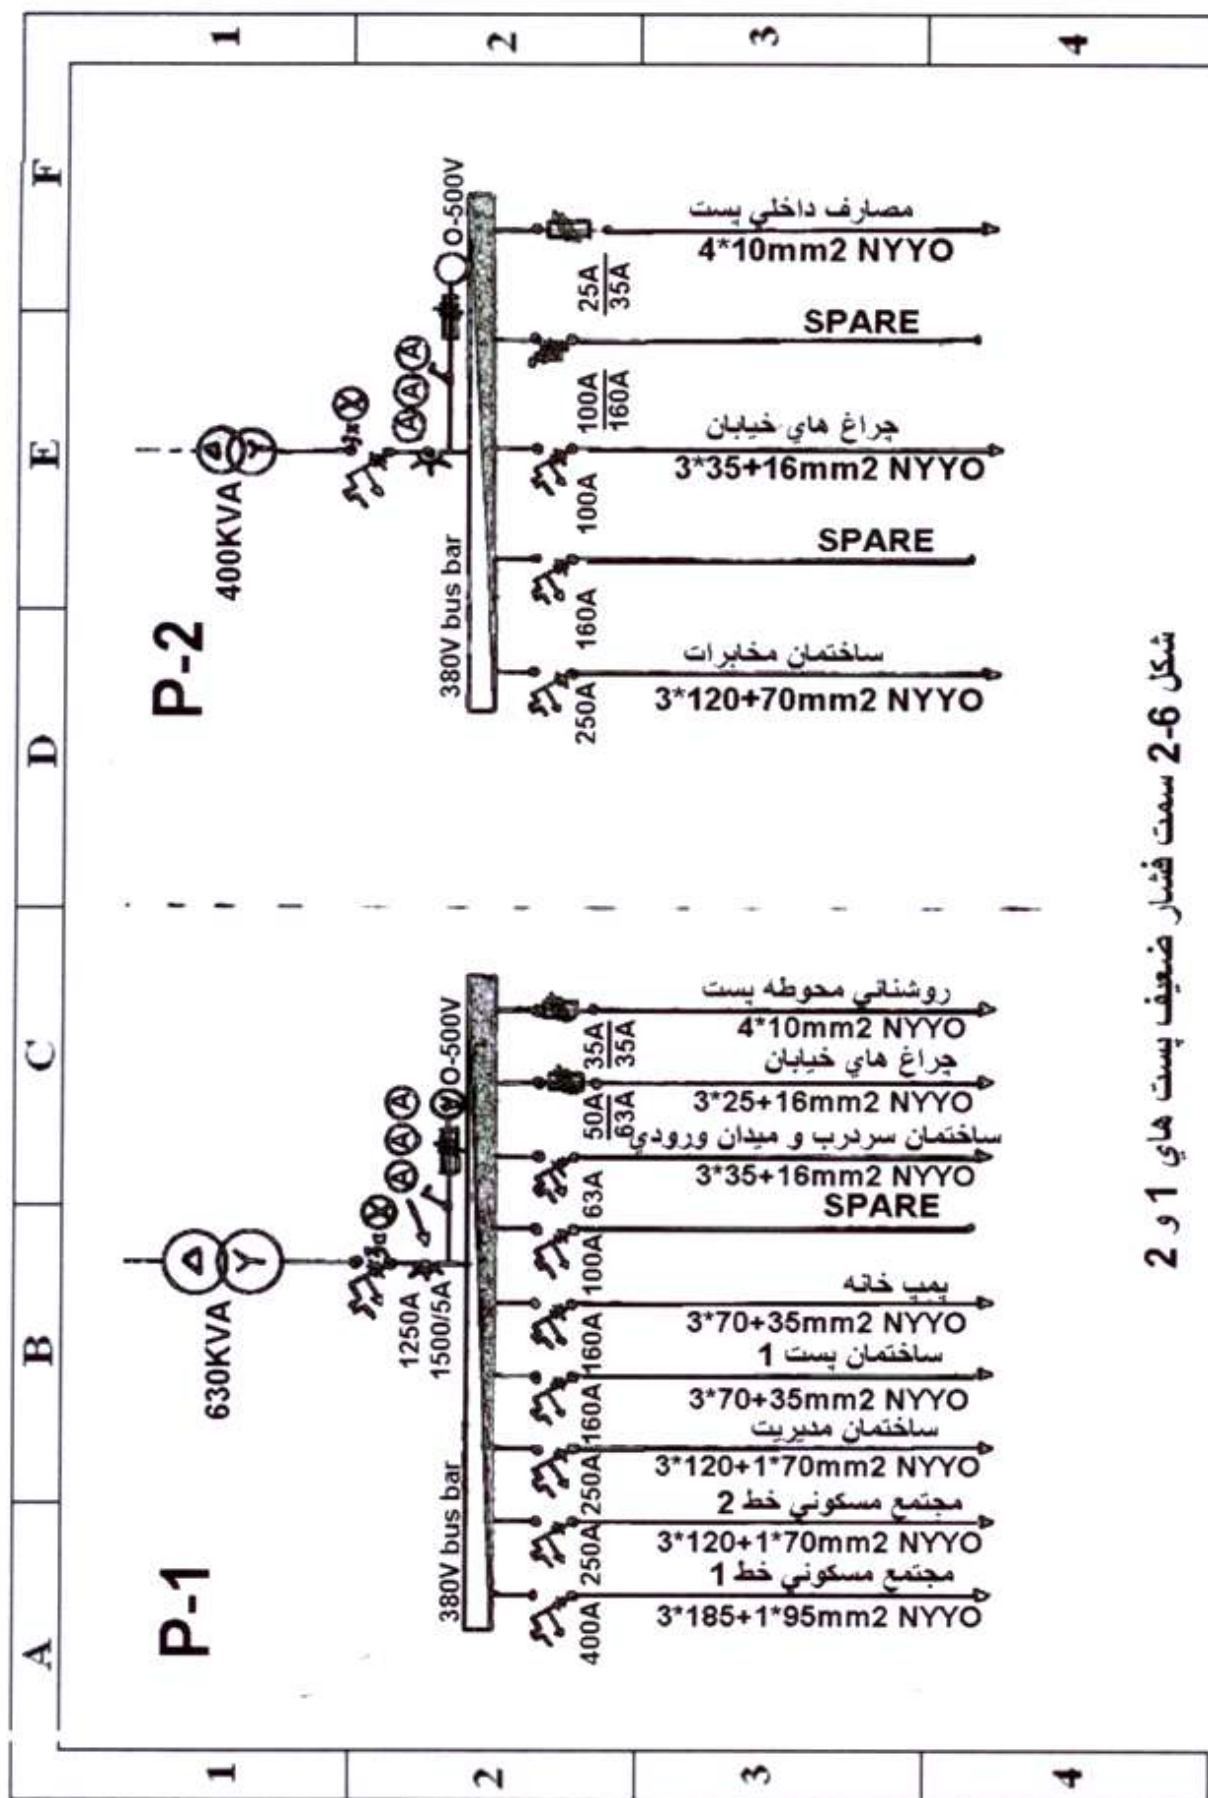 A B C D E F
1
2
3
4
1
2
3
4
P-1
630KVA
1250A
1500/5A
A A A
O-500V
380V bus bar
400A
مجتمع مسكوني خط 1
3*185+1*95mm2 NYYO
250A
مجتمع مسكوني خط 2
3*120+1*70mm2 NYYO
250A
ساختمان مديريت
3*120+1*70mm2 NYYO
160A
ساختمان پست 1
3*70+35mm2 NYYO
160A
پمپ خانه
3*70+35mm2 NYYO
100A
SPARE
63A
ساختمان سردرب و ميدان ورودي
3*35+16mm2 NYYO
50A
63A
چراغ هاي خيابان
3*25+16mm2 NYYO
35A
35A
روشنائي محوطه پست
4*10mm2 NYYO
P-2
400KVA
A A A
O-500V
380V bus bar
250A
ساختمان مخابرات
3*120+70mm2 NYYO
160A
SPARE
100A
چراغ هاي خيابان
3*35+16mm2 NYYO
100A
160A
SPARE
25A
35A
مصارف داخلي پست
4*10mm2 NYYO
شكل 6-2 سمت فشار ضعيف پست هاي 1 و 2